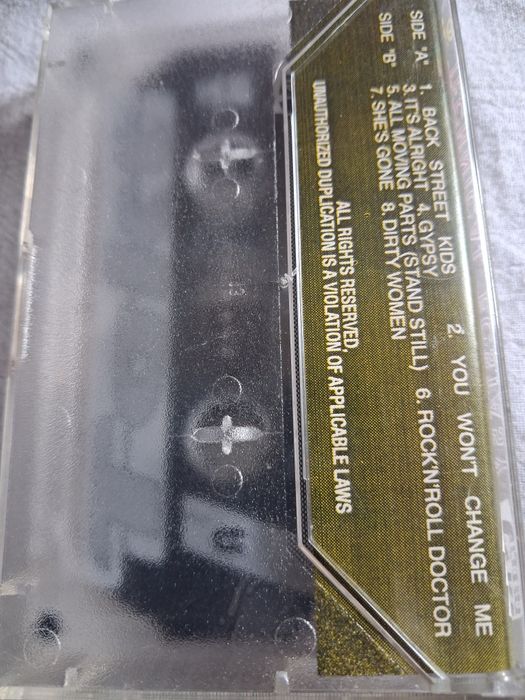 SIDE "A" 1. BACK STREET KIDS 2. YOU WONT CHANGE ME
3. IT'S ALRIGHT 4. GYPSY
SIDE "B" 5. ALL MOVING PARTS (STAND STILL) 6. ROCK'N'ROLL DOCTOR
7. SHE'S GONE 8. DIRTY WOMEN
ALL RIGHTS RESERVED,
UNAUTHORIZED DUPLICATION IS A VIOLATION OF APPLICABLE LAWS